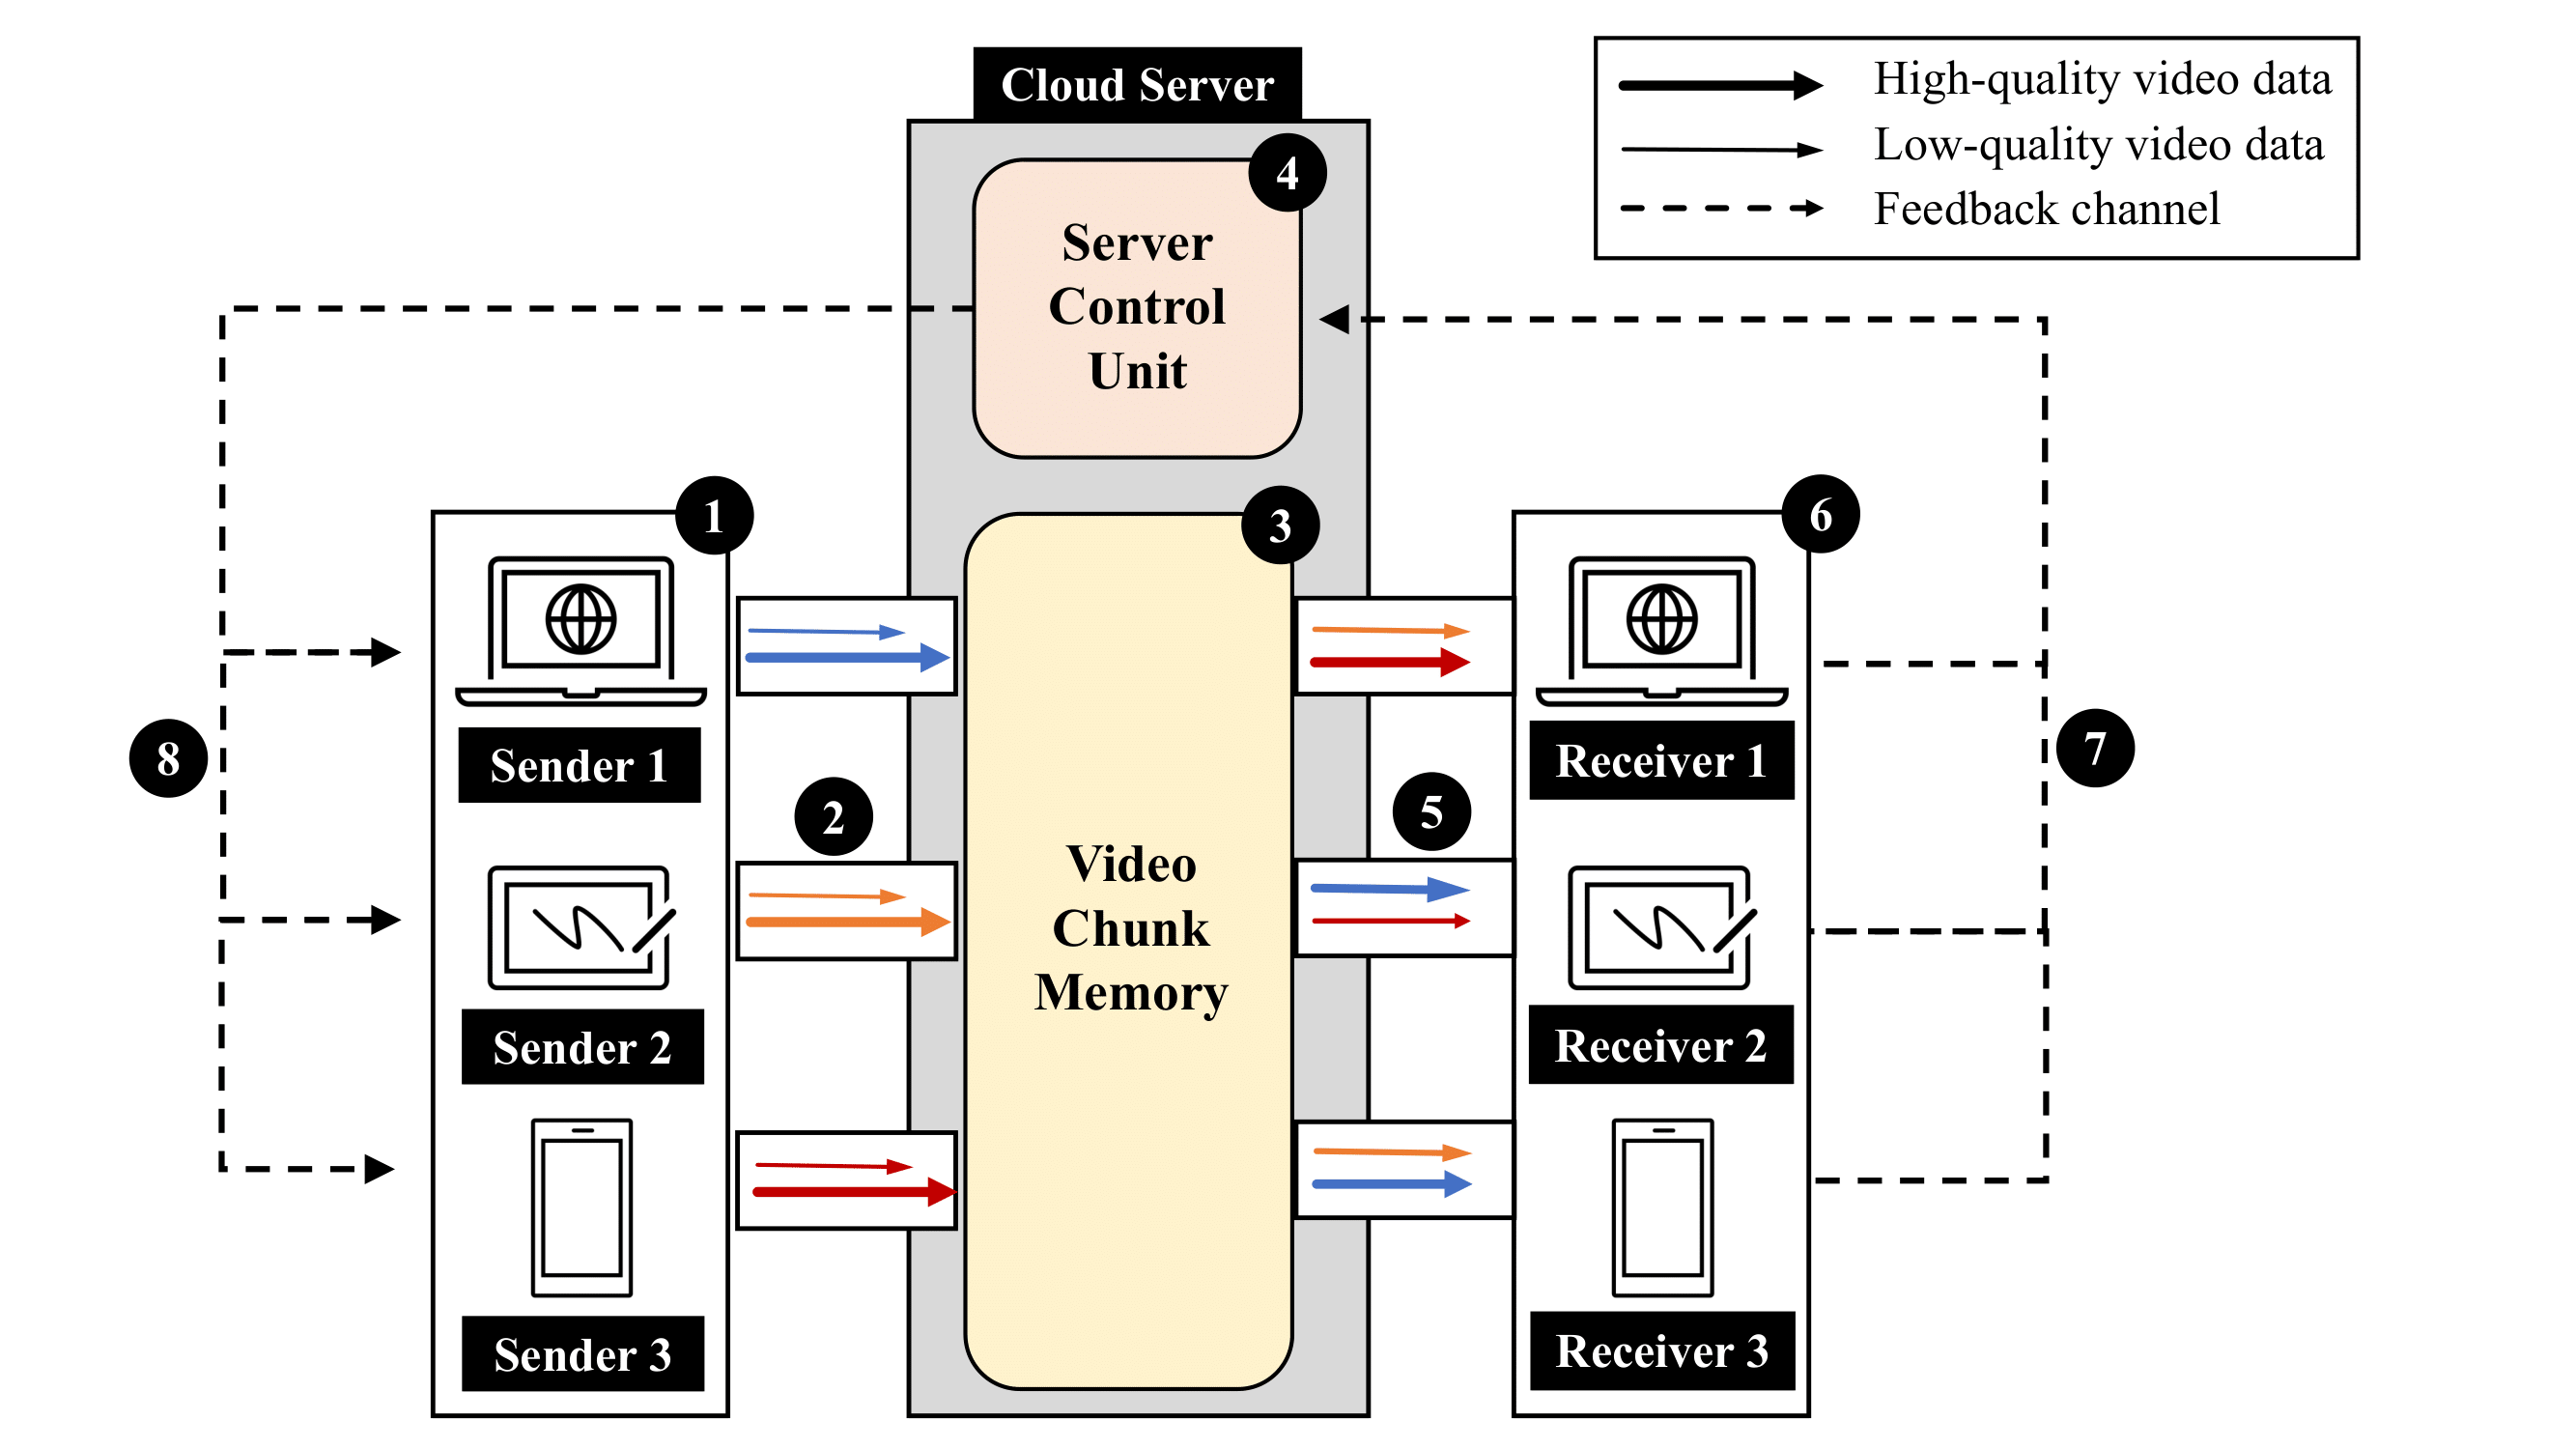 Cloud Server
High-quality video data
Low-quality video data
Feedback channel
4
Server
Control
Unit
1
3
6
Sender 1
Receiver 1
8
7
2
5
Video
Chunk
Memory
Sender 2
Receiver 2
Sender 3
Receiver 3